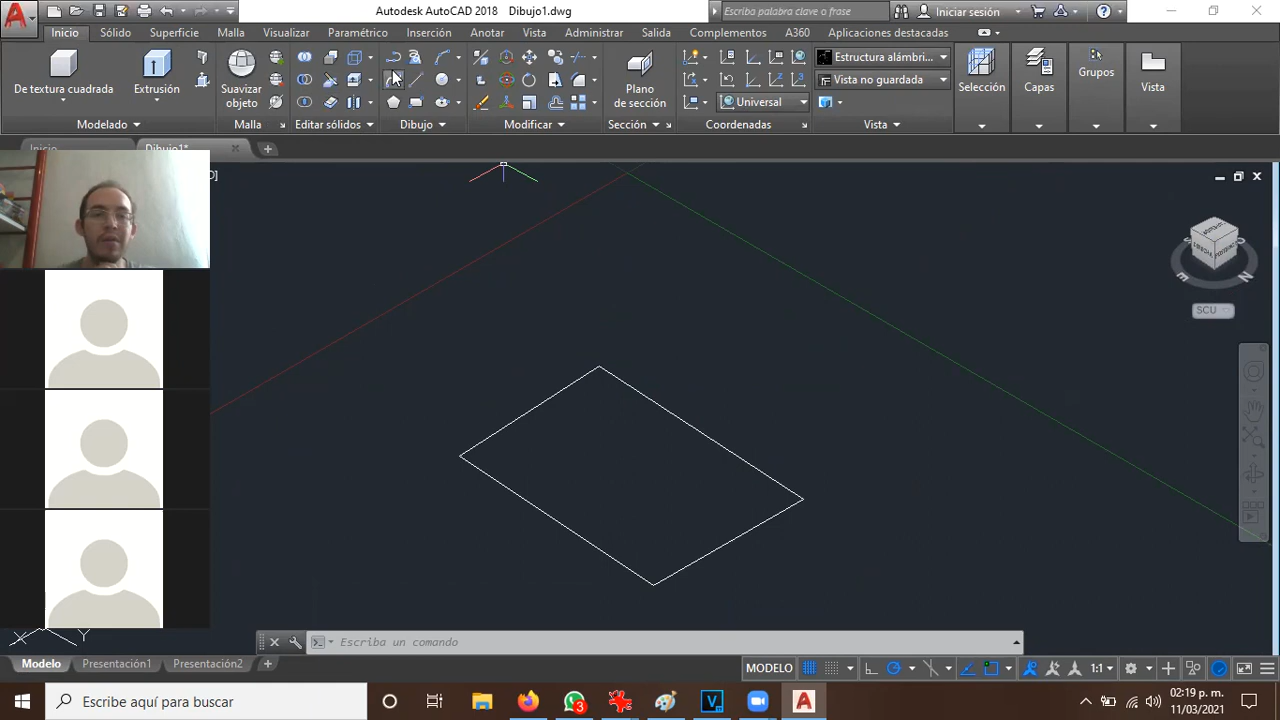 Autodesk AutoCAD 2018 Dibujo1.dwg
Escriba palabra clave o frase
Iniciar sesión
Inicio Sólido Superficie Malla Visualizar Paramétrico Inserción Anotar Vista Administrar Salida Complementos A360 Aplicaciones destacadas
De textura cuadrada
Extrusión
Suavizar objeto
Plano de sección
Estructura alámbri...
Vista no guardada
Universal
Selección
Capas
Grupos
Vista
Modelado Malla Editar sólidos Dibujo Modificar Sección Coordenadas Vista
Inicio Dibujo1*
SCU
E
N
X
Y
Escriba un comando
Modelo Presentación1 Presentación2
MODELO
1:1
Escribe aquí para buscar
3
02:19 p. m.
11/03/2021